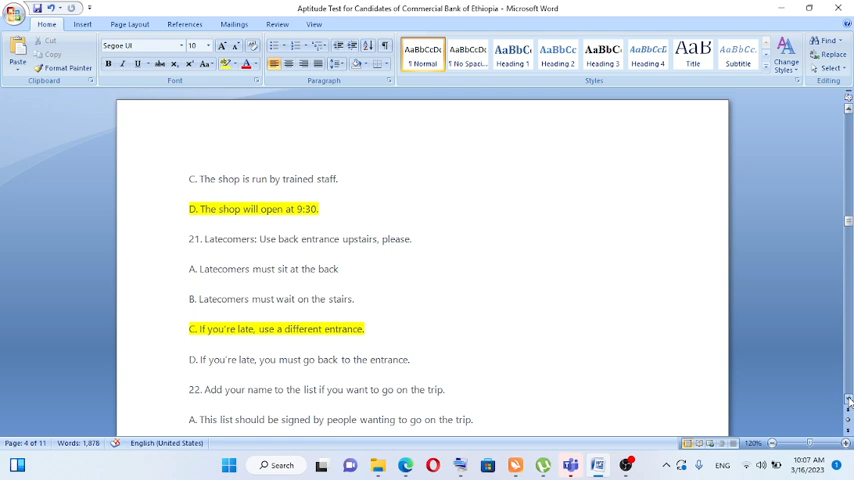 Aptitude Test for Candidates of Commercial Bank of Ethiopia - Microsoft Word
Home Insert Page Layout References Mailings Review View
Paste
Cut
Copy
Format Painter
Clipboard
Segoe UI 10
Font
Paragraph
AaBbCcDc AaBbCcDc AaBbC AaBbCc AaBbC AaBbCcL AaB AaBbCc.
¶ Normal ¶ No Spaci... Heading 1 Heading 2 Heading 3 Heading 4 Title Subtitle
Change Styles
Styles
Find
Replace
Select
Editing
C. The shop is run by trained staff.
D. The shop will open at 9:30.
21. Latecomers: Use back entrance upstairs, please.
A. Latecomers must sit at the back
B. Latecomers must wait on the stairs.
C. If you're late, use a different entrance.
D. If you're late, you must go back to the entrance.
22. Add your name to the list if you want to go on the trip.
A. This list should be signed by people wanting to go on the trip.
Page: 4 of 11 Words: 1,878 English (United States) 120%
Search
ENG
10:07 AM
3/16/2023